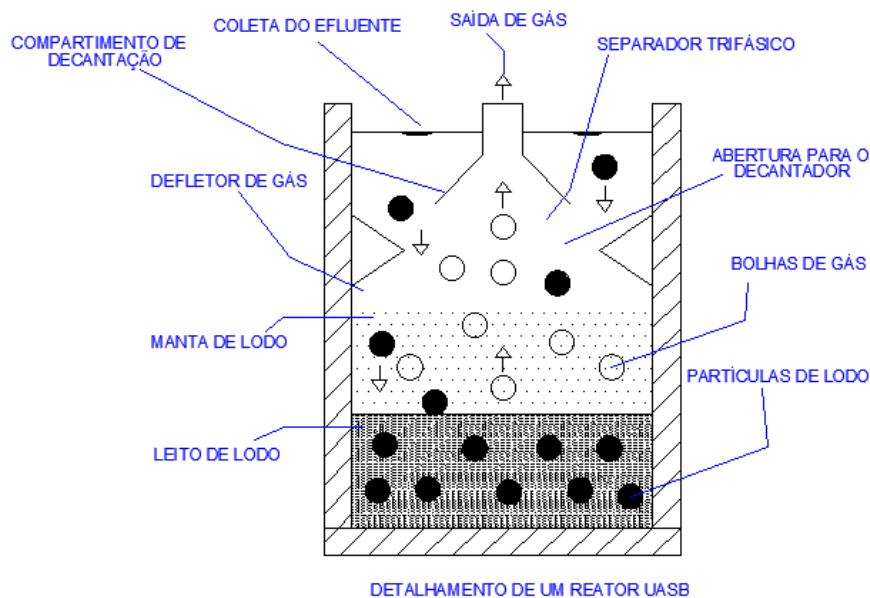 COLETA DO EFLUENTE
SAÍDA DE GÁS
COMPARTIMENTO DE
DECANTAÇÃO
SEPARADOR TRIFÁSICO
ABERTURA PARA O
DECANTADOR
DEFLETOR DE GÁS
BOLHAS DE GÁS
MANTA DE LODO
PARTÍCULAS DE LODO
LEITO DE LODO
DETALHAMENTO DE UM REATOR UASB